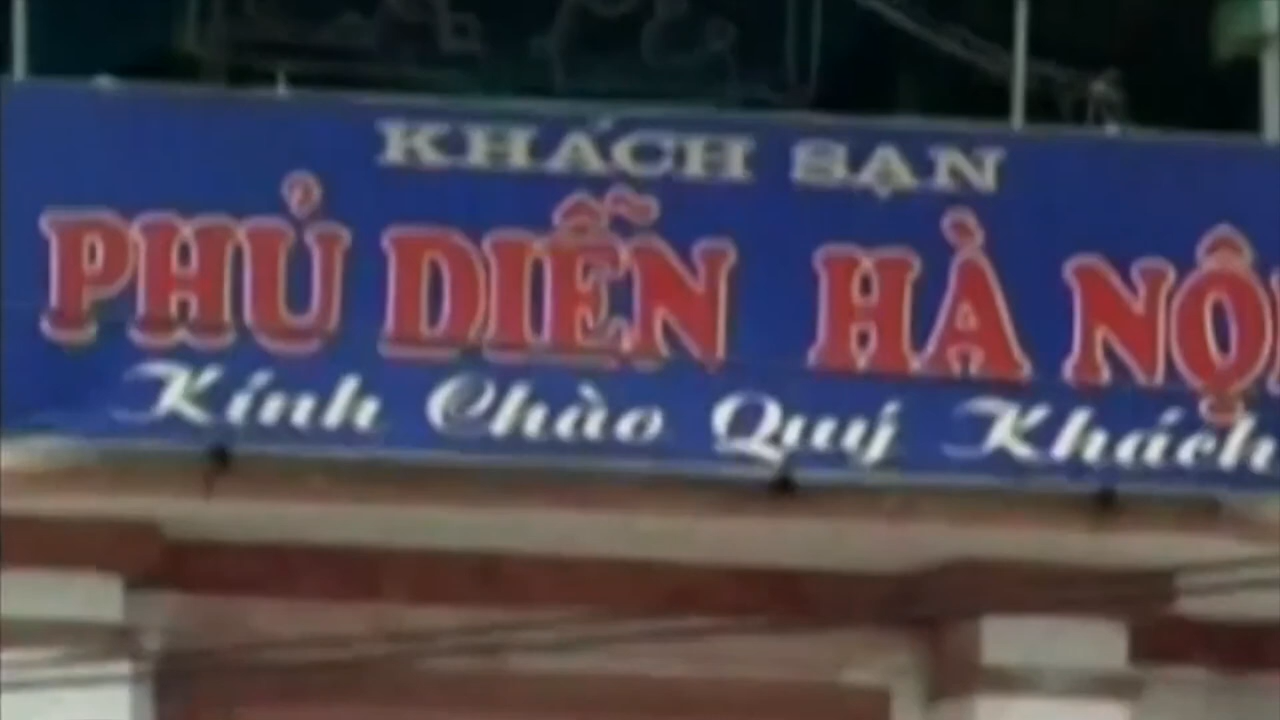 KHÁCH SẠN
PHỦ DIỄN HÀ NỘI
Kính Chào Quý Khách